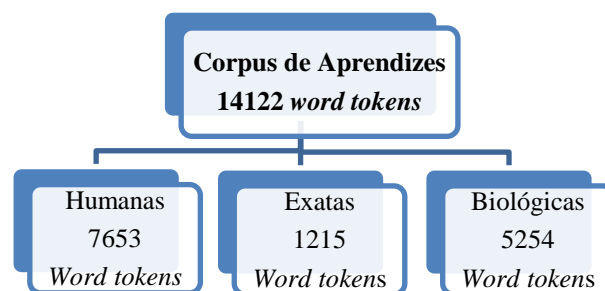 Corpus de Aprendizes
14122 word tokens
Humanas
7653
Word tokens
Exatas
1215
Word tokens
Biológicas
5254
Word tokens